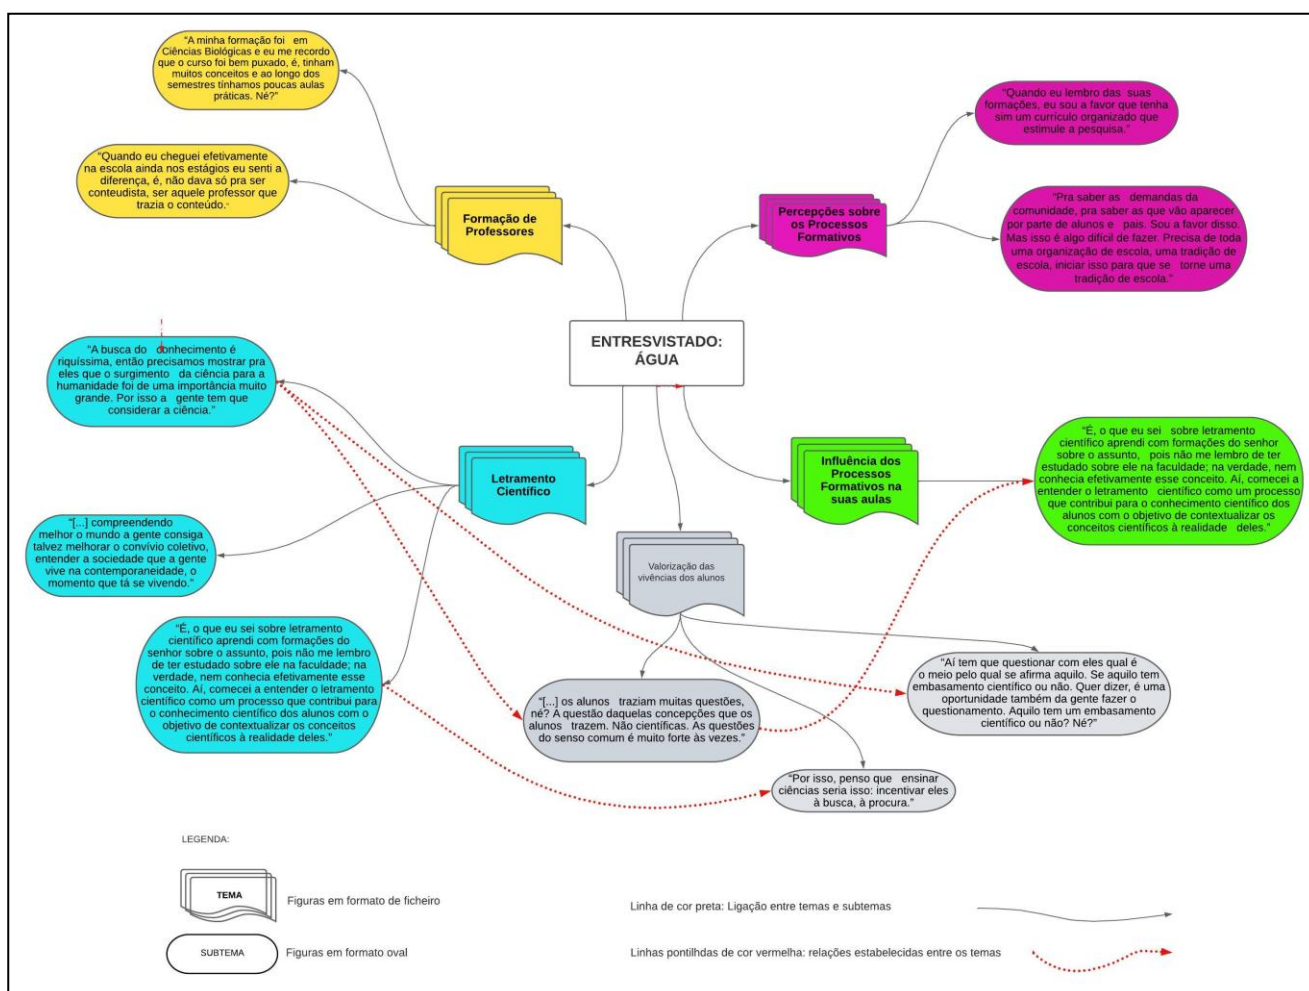 “A minha formação foi em
Ciências Biológicas e eu me recordo
que o curso foi bem puxado, é, tinham
muitos conceitos e ao longo dos
semestres tínhamos poucas aulas
práticas. Né?”
“Quando eu cheguei efetivamente
na escola ainda nos estágios eu senti a
diferença, é, não dava só pra ser
conteudista, ser aquele professor que
trazia o conteúdo.”
Formação de
Professores
Percepções sobre
os Processos
Formativos
“Quando eu lembro das suas
formações, eu sou a favor que tenha
sim um currículo organizado que
estimule a pesquisa.”
“Pra saber as demandas da
comunidade, pra saber as que vão aparecer
por parte de alunos e pais. Sou a favor disso.
Mas isso é algo difícil de fazer. Precisa de toda
uma organização de escola, uma tradição de
escola, iniciar isso para que se torne uma
tradição de escola.”
ENTRESVISTADO:
ÁGUA
“A busca do conhecimento é
riquíssima, então precisamos mostrar pra
eles que o surgimento da ciência para a
humanidade foi de uma importância muito
grande. Por isso a gente tem que
considerar a ciência.”
Letramento
Científico
Influência dos
Processos
Formativos na
suas aulas
“É, o que eu sei sobre letramento
científico aprendi com formações do senhor
sobre o assunto, pois não me lembro de ter
estudado sobre ele na faculdade; na verdade, nem
conhecia efetivamente esse conceito. Aí, comecei a
entender o letramento científico como um processo
que contribui para o conhecimento científico dos
alunos com o objetivo de contextualizar os
conceitos científicos à realidade deles.”
“[...] compreendendo
melhor o mundo a gente consiga
talvez melhorar o convívio coletivo,
entender a sociedade que a gente
vive na contemporaneidade, o
momento que tá se vivendo.”
Valorização das
vivências dos alunos
“É, o que eu sei sobre letramento
científico aprendi com formações do
senhor sobre o assunto, pois não me lembro
de ter estudado sobre ele na faculdade; na
verdade, nem conhecia efetivamente esse
conceito. Aí, comecei a entender o letramento
científico como um processo que contribui para
o conhecimento científico dos alunos com o
objetivo de contextualizar os conceitos
científicos à realidade deles.”
“[...] os alunos traziam muitas questões,
né? A questão daquelas concepções que os
alunos trazem. Não científicas. As questões
do senso comum é muito forte às vezes.”
“Aí tem que questionar com eles qual é
o meio pelo qual se afirma aquilo. Se aquilo tem
embasamento científico ou não. Quer dizer, é uma
oportunidade também da gente fazer o
questionamento. Aquilo tem um embasamento
científico ou não? Né?”
“Por isso, penso que ensinar
ciências seria isso: incentivar eles
à busca, à procura.”
LEGENDA:
TEMA
Figuras em formato de ficheiro
SUBTEMA
Figuras em formato oval
Linha de cor preta: Ligação entre temas e subtemas
Linhas pontilhdas de cor vermelha: relações estabelecidas entre os temas